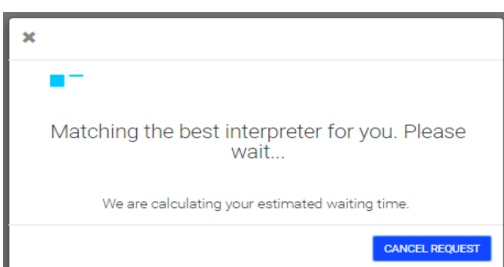 Matching the best interpreter for you. Please
wait...
We are calculating your estimated waiting time.
CANCEL REQUEST